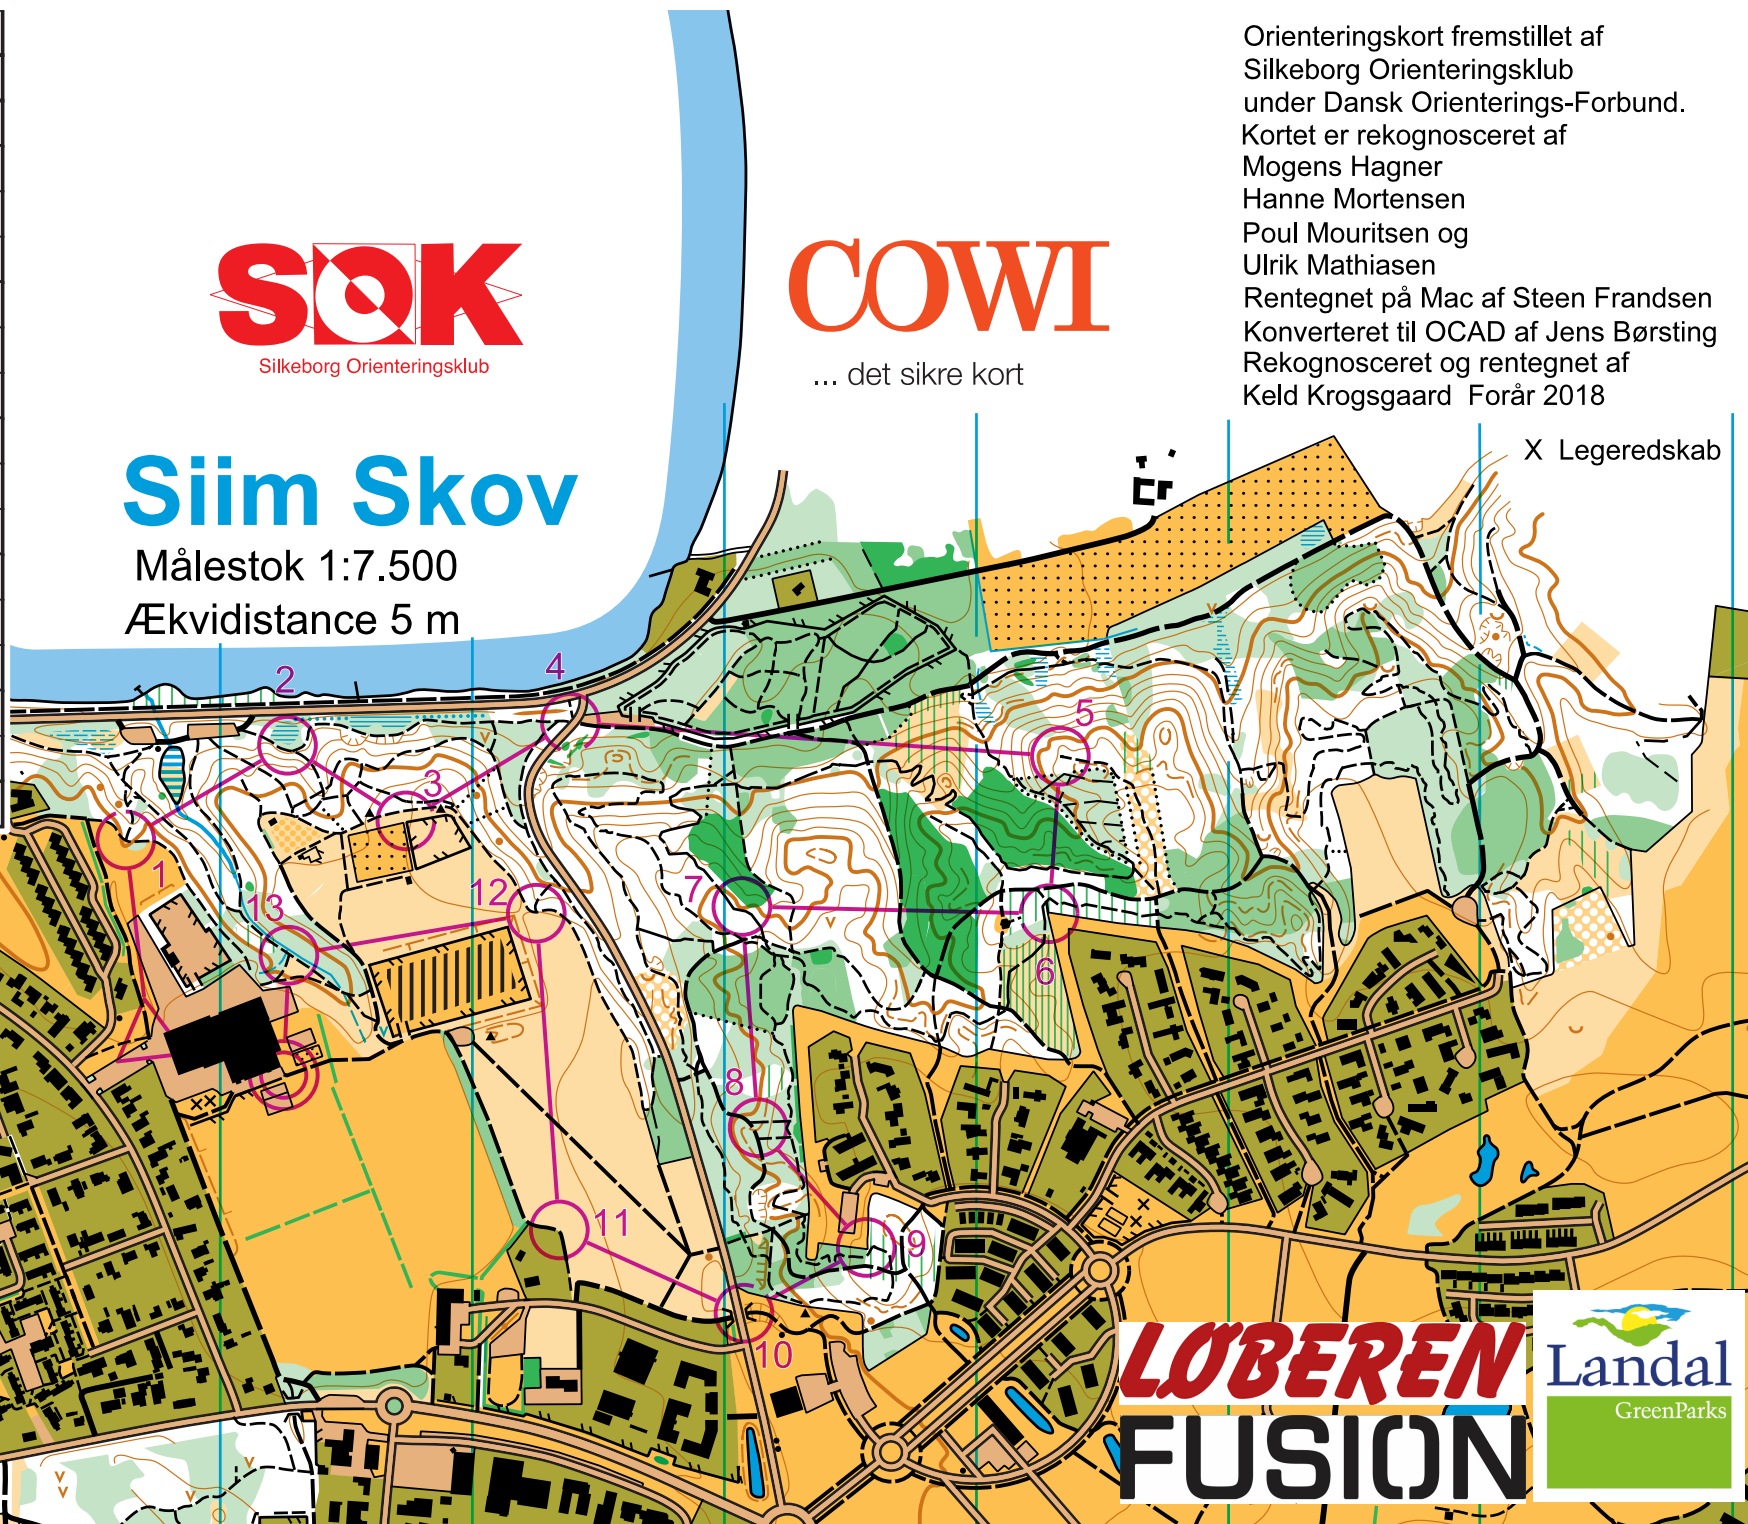 Orienteringskort fremstillet af
Silkeborg Orienteringsklub
under Dansk Orienterings-Forbund.
Kortet er rekognosceret af
Mogens Hagner
Hanne Mortensen
Poul Mouritsen og
Ulrik Mathiasen
Rentegnet på Mac af Steen Frandsen
Konverteret til OCAD af Jens Børsting
Rekognosceret og rentegnet af
Keld Krogsgaard Forår 2018
X Legeredskab
SOK
Silkeborg Orienteringsklub
COWI
... det sikre kort
Siim Skov
Målestok 1:7.500
Ækvidistance 5 m
2
4
5
3
1
12
7
13
6
8
11
9
10
LØBEREN
FUSION
Landal
GreenParks